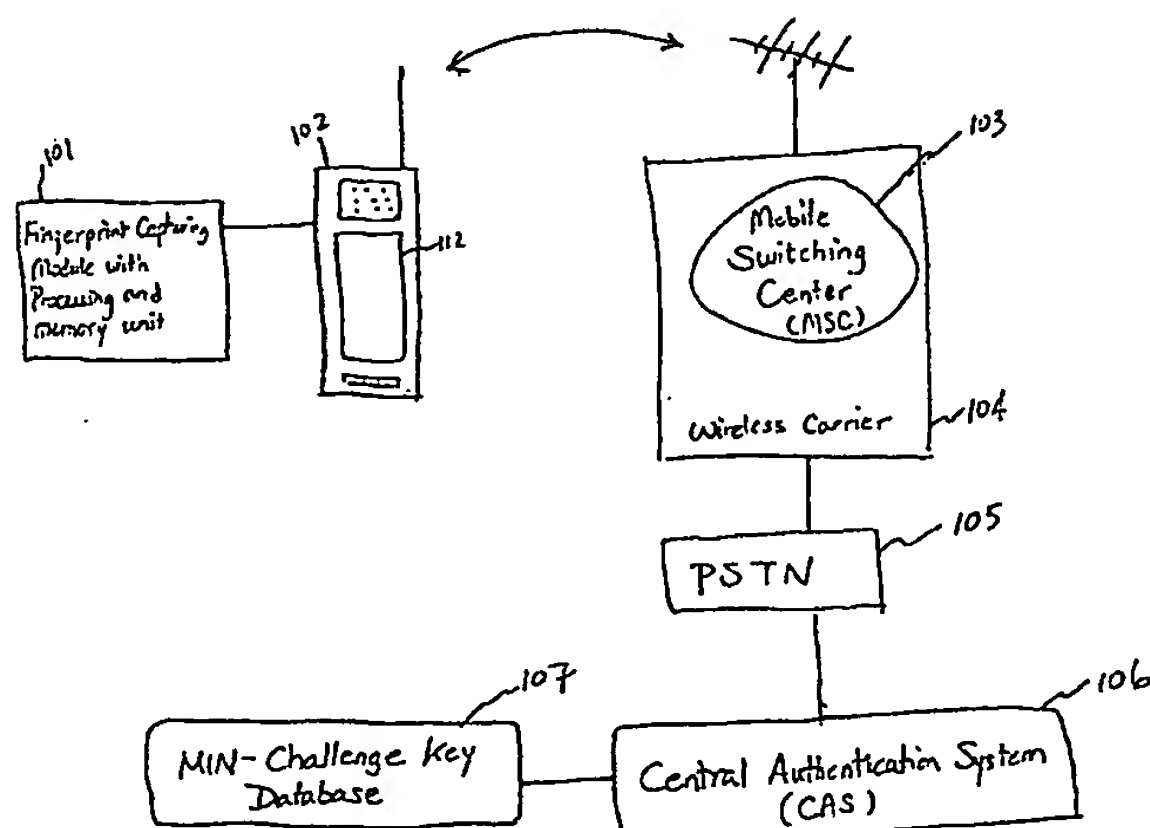 101
Fingerprint Capturing
Module with
Processing and
memory unit
102
112
103
Mobile
Switching
Center
(MSC)
Wireless Carrier
104
PSTN
105
107
MIN-Challenge Key
Database
106
Central Authentication System
(CAS)